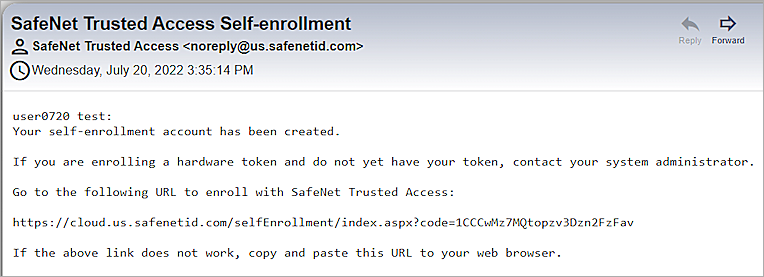 SafeNet Trusted Access Self-enrollment
SafeNet Trusted Access <noreply@us.safenetid.com>
Reply
Forward
Wednesday, July 20, 2022 3:35:14 PM
user0720 test:
Your self-enrollment account has been created.
If you are enrolling a hardware token and do not yet have your token, contact your system administrator.
Go to the following URL to enroll with SafeNet Trusted Access:
https://cloud.us.safenetid.com/selfEnrollment/index.aspx?code=1CCCwMz7MQtopzv3Dzn2FzFav
If the above link does not work, copy and paste this URL to your web browser.